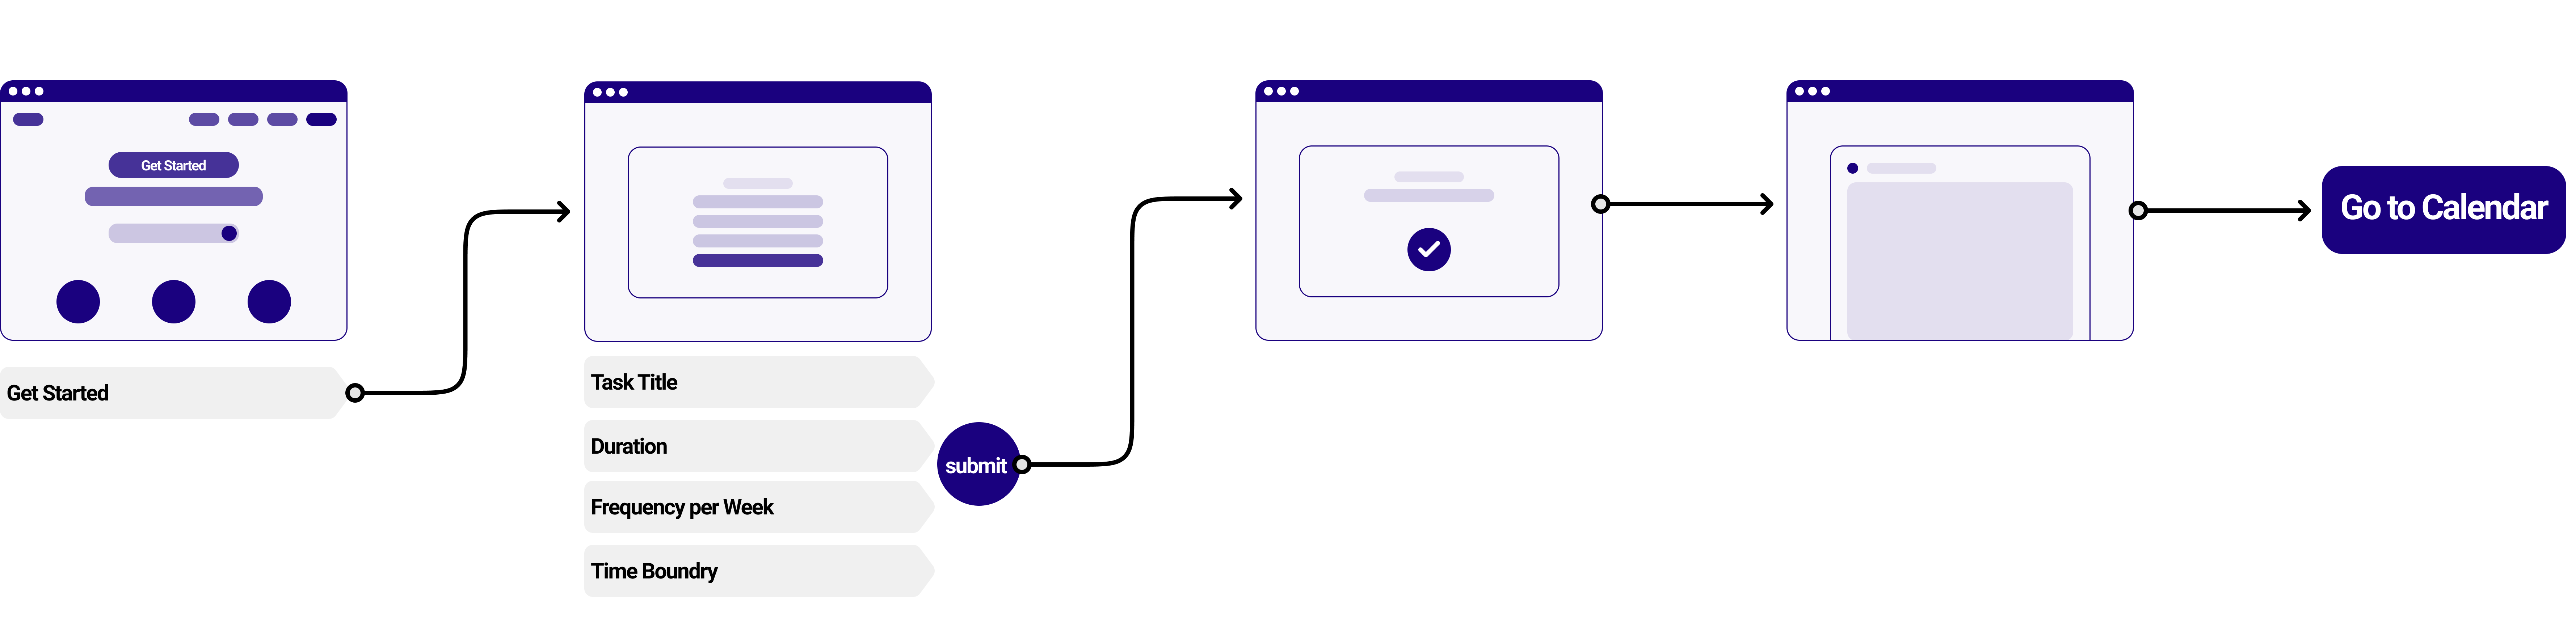 Get Started
Get Started
Task Title
Duration
Frequency per Week
Time Boundry
submit
Go to Calendar